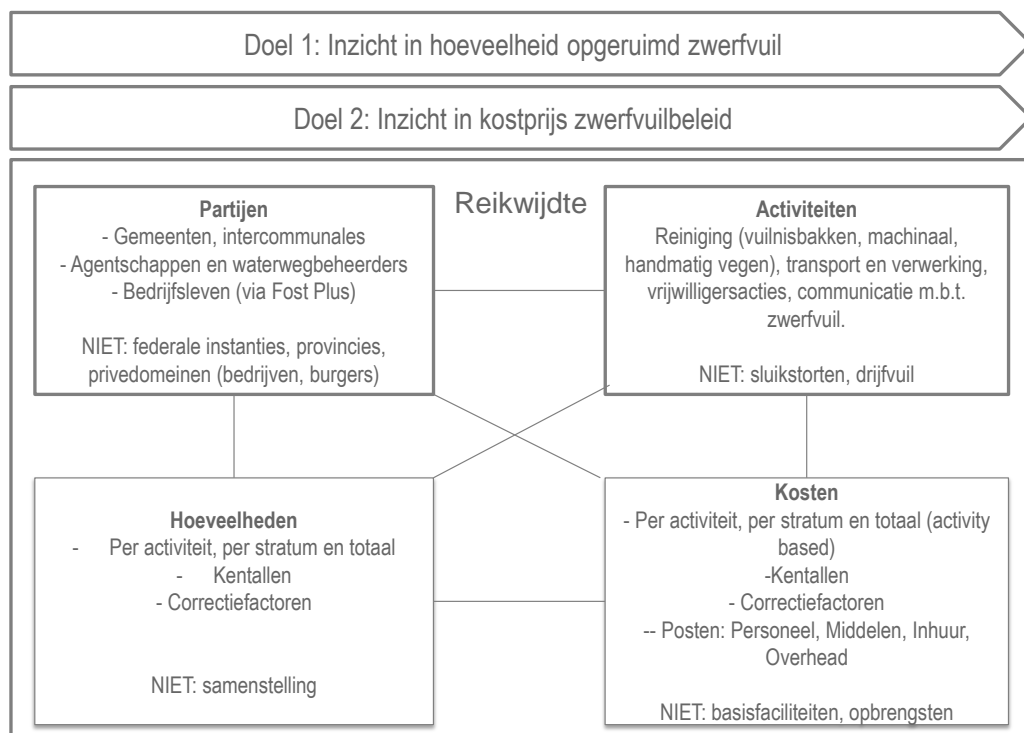 Doel 1: Inzicht in hoeveelheid opgeruimd zwerfvuil
Doel 2: Inzicht in kostprijs zwerfvuilbeleid
Reikwijdte
Partijen
- Gemeenten, intercommunales
- Agentschappen en waterwegbeheerders
- Bedrijfsleven (via Fost Plus)
NIET: federale instanties, provincies,
privedomeinen (bedrijven, burgers)
Activiteiten
Reiniging (vuilnisbakken, machinaal,
handmatig vegen), transport en verwerking,
vrijwilligersacties, communicatie m.b.t.
zwerfvuil.
NIET: sluikstorten, drijfvuil
Hoeveelheden
- Per activiteit, per stratum en totaal
- Kentallen
- Correctiefactoren
NIET: samenstelling
Kosten
- Per activiteit, per stratum en totaal (activity
based)
-Kentallen
- Correctiefactoren
-- Posten: Personeel, Middelen, Inhuur,
Overhead
NIET: basisfaciliteiten, opbrengsten